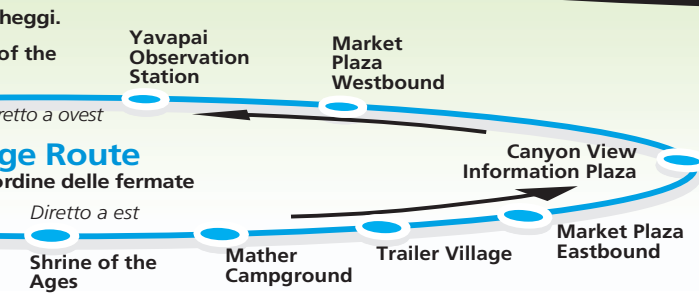 heggi.
of the
Yavapai
Observation
Station
Market
Plaza
Westbound
retto a ovest
ge Route
ordine delle fermate
Canyon View
Information Plaza
Diretto a est
Shrine of the
Ages
Mather
Campground
Trailer Village
Market Plaza
Eastbound